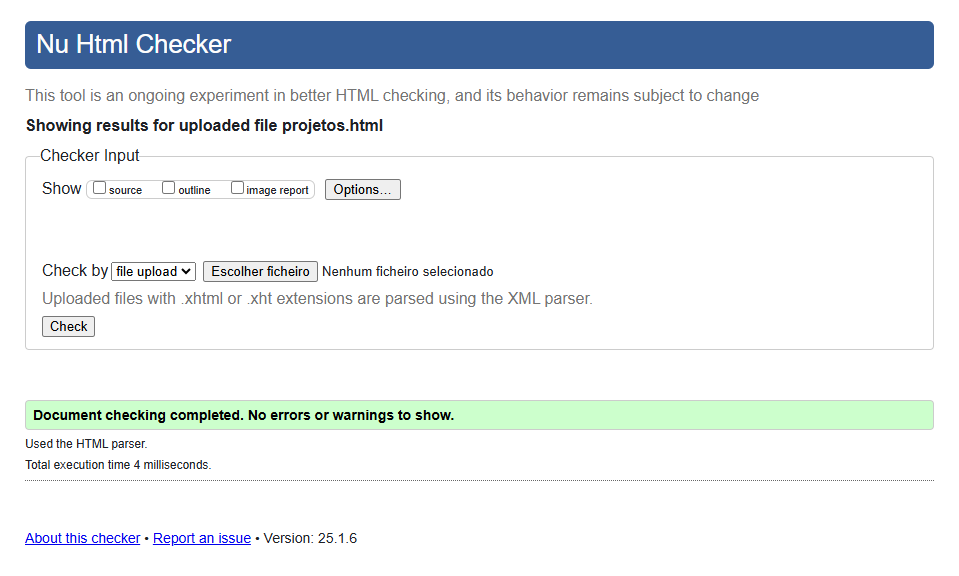 Nu Html Checker
This tool is an ongoing experiment in better HTML checking, and its behavior remains subject to change
Showing results for uploaded file projetos.html
Checker Input
Show source outline image report Options...
Check by file upload Escolher ficheiro Nenhum ficheiro selecionado
Uploaded files with .xhtml or .xht extensions are parsed using the XML parser.
Check
Document checking completed. No errors or warnings to show.
Used the HTML parser.
Total execution time 4 milliseconds.
About this checker • Report an issue • Version: 25.1.6